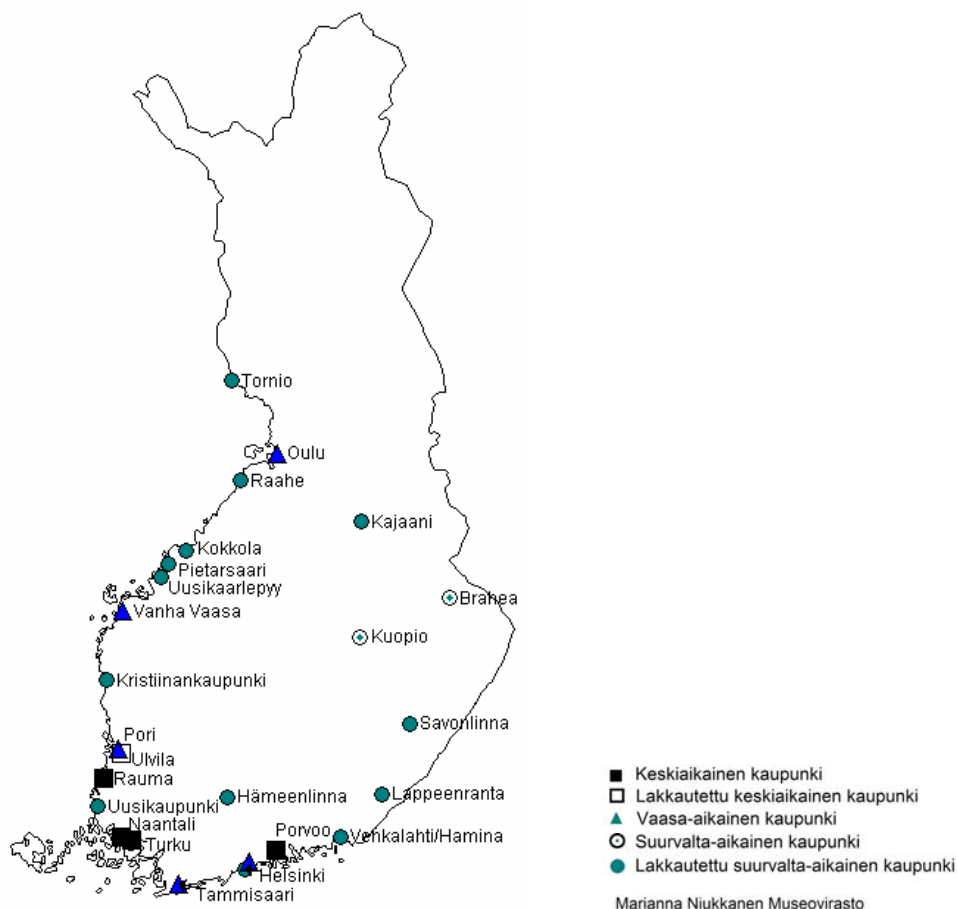 Tornio
Oulu
Raahe
Kajaani
Kokkola
Pietarsaari
Uusikaarlepyy
Brahea
Vanha Vaasa
Kuopio
Kristiinankaupunki
Savonlinna
Pori
Ulvila
Rauma
Hämeenlinna
Lappeenranta
Uusikaupunki
Naantali
Porvoo
Vehkalahti/Hamina
Turku
Helsinki
Tammisaari
Keskiaikainen kaupunki
Lakkautettu keskiaikainen kaupunki
Vaasa-aikainen kaupunki
Suurvalta-aikainen kaupunki
Lakkautettu suurvalta-aikainen kaupunki
Marianna Niukkanen Museovirasto